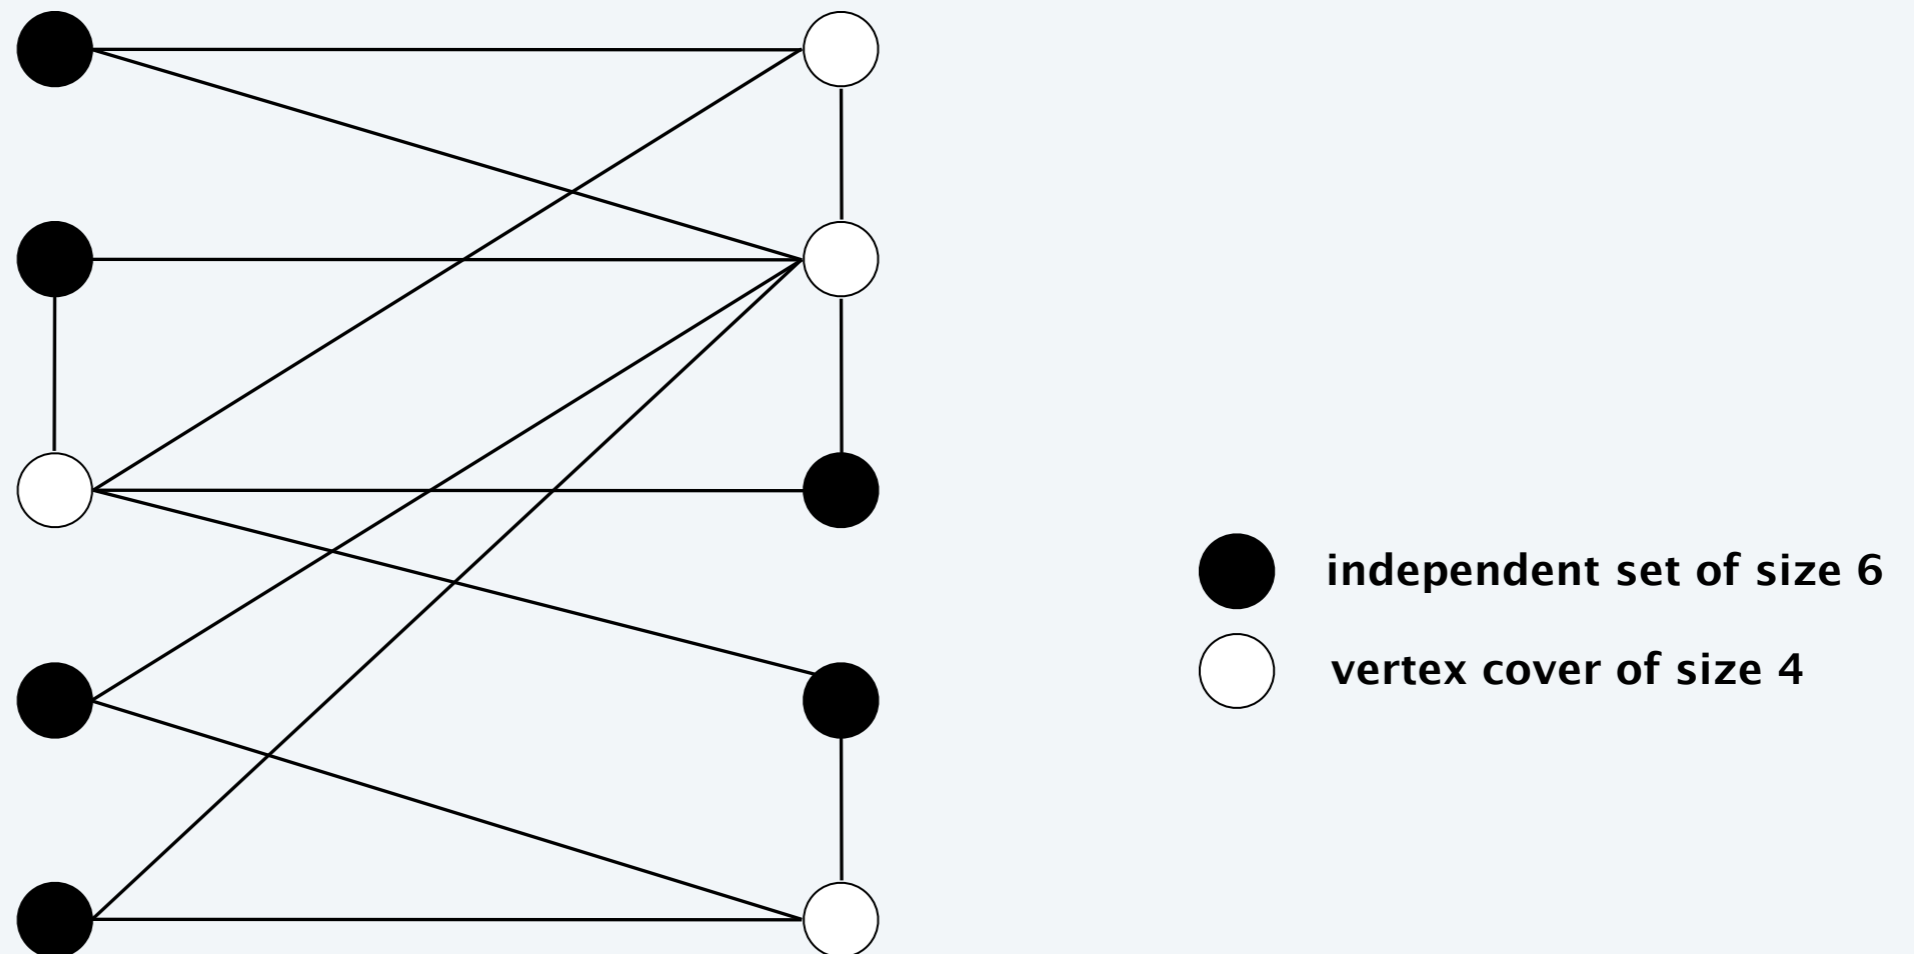 independent set of size 6
vertex cover of size 4